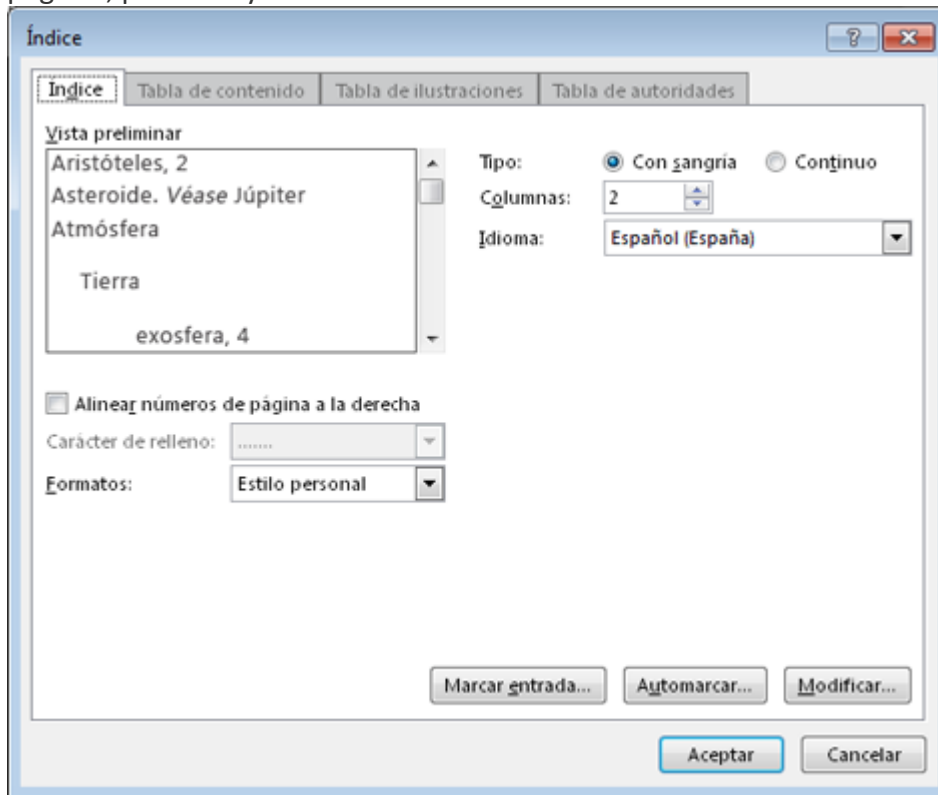 Índice
Índice
Tabla de contenido
Tabla de ilustraciones
Tabla de autoridades
Vista preliminar
Aristóteles, 2
Asteroide. Véase Júpiter
Atmósfera
Tierra
exosfera, 4
Tipo:
Con sangría
Continuo
Columnas:
2
Idioma:
Español (España)
Alinear números de página a la derecha
Carácter de relleno:
.......
Formatos:
Estilo personal
Marcar entrada...
Automarcar...
Modificar...
Aceptar
Cancelar